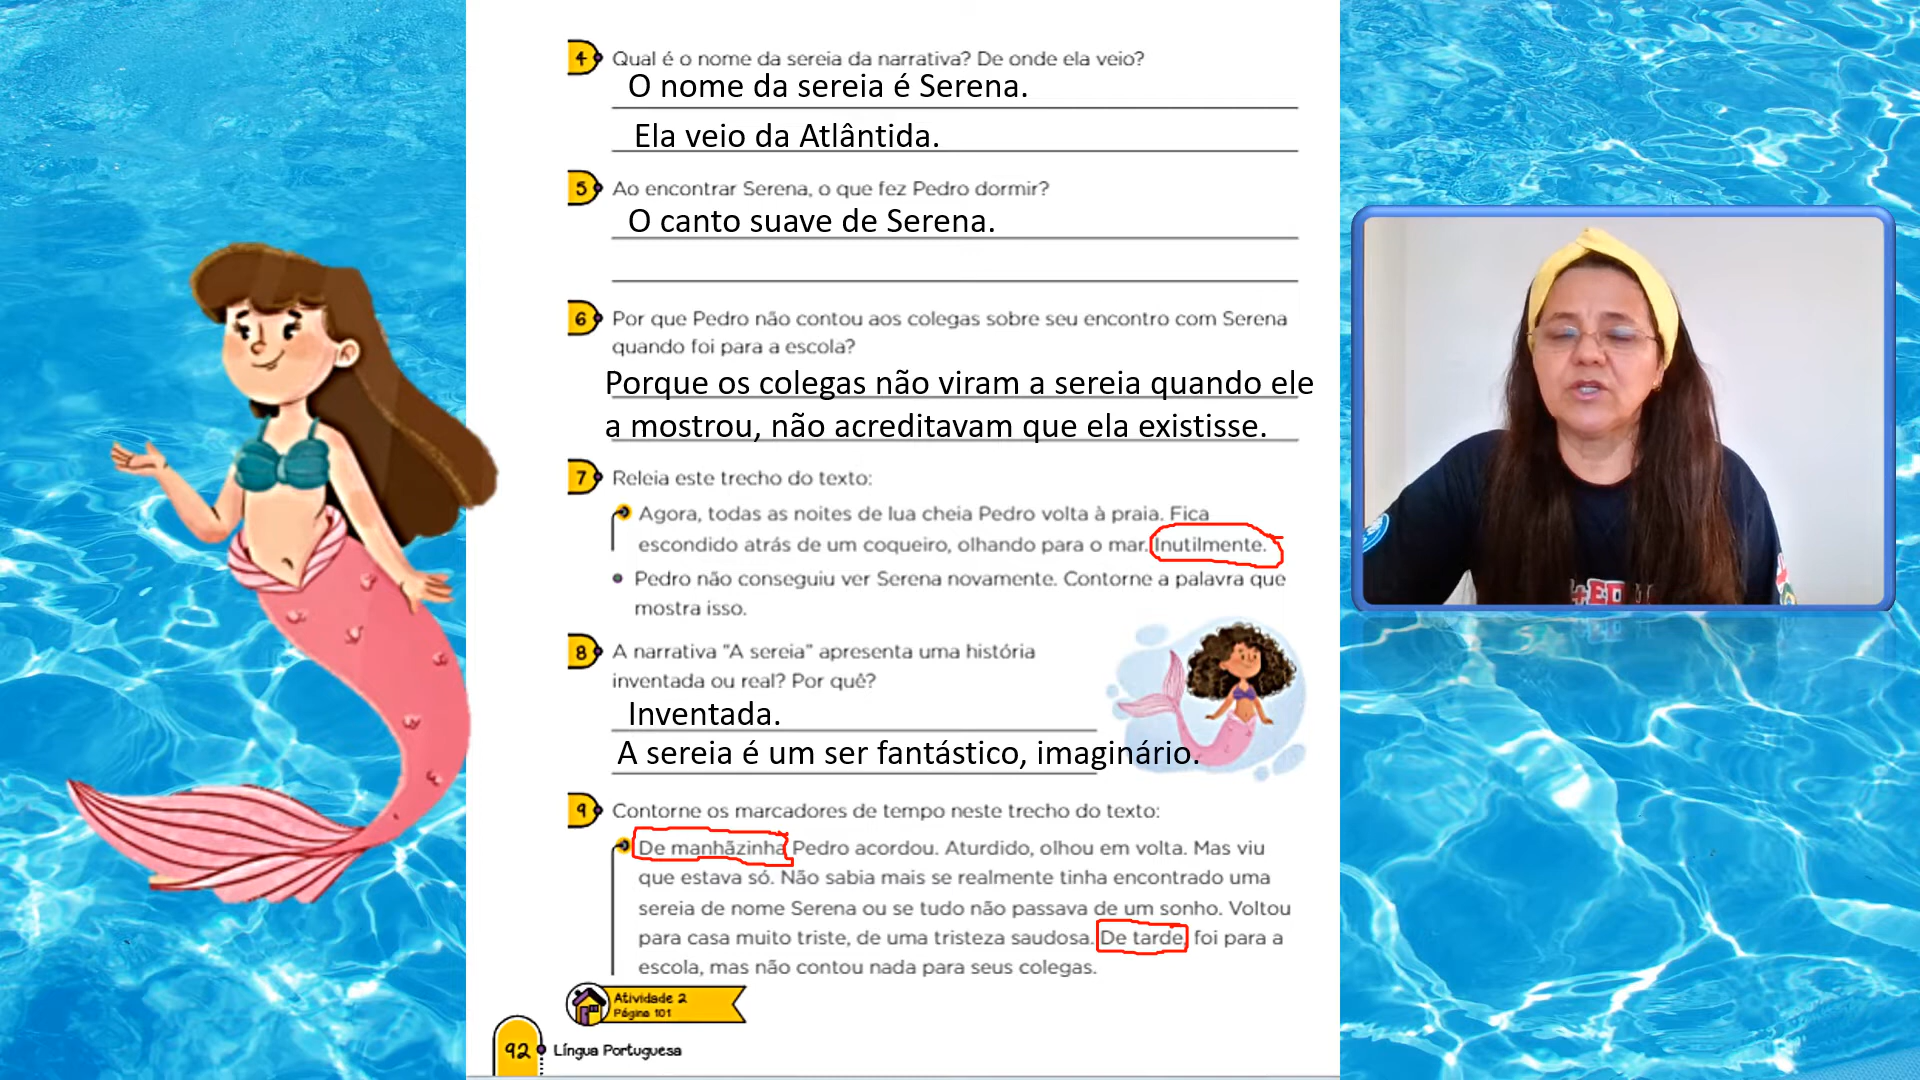 4 Qual é o nome da sereia da narrativa? De onde ela veio?
O nome da sereia é Serena.
Ela veio da Atlântida.
5 Ao encontrar Serena, o que fez Pedro dormir?
O canto suave de Serena.
6 Por que Pedro não contou aos colegas sobre seu encontro com Serena
quando foi para a escola?
Porque os colegas não viram a sereia quando ele
a mostrou, não acreditavam que ela existisse.
7 Releia este trecho do texto:
Agora, todas as noites de lua cheia Pedro volta à praia. Fica
escondido atrás de um coqueiro, olhando para o mar. Inutilmente.
Pedro não conseguiu ver Serena novamente. Contorne a palavra que
mostra isso.
8 A narrativa "A sereia" apresenta uma história
inventada ou real? Por quê?
Inventada.
A sereia é um ser fantástico, imaginário.
9 Contorne os marcadores de tempo neste trecho do texto:
De manhãzinha Pedro acordou. Aturdido, olhou em volta. Mas viu
que estava só. Não sabia mais se realmente tinha encontrado uma
sereia de nome Serena ou se tudo não passava de um sonho. Voltou
para casa muito triste, de uma tristeza saudosa. De tarde, foi para a
escola, mas não contou nada para seus colegas.
Atividade 2
Página 101
92 Língua Portuguesa